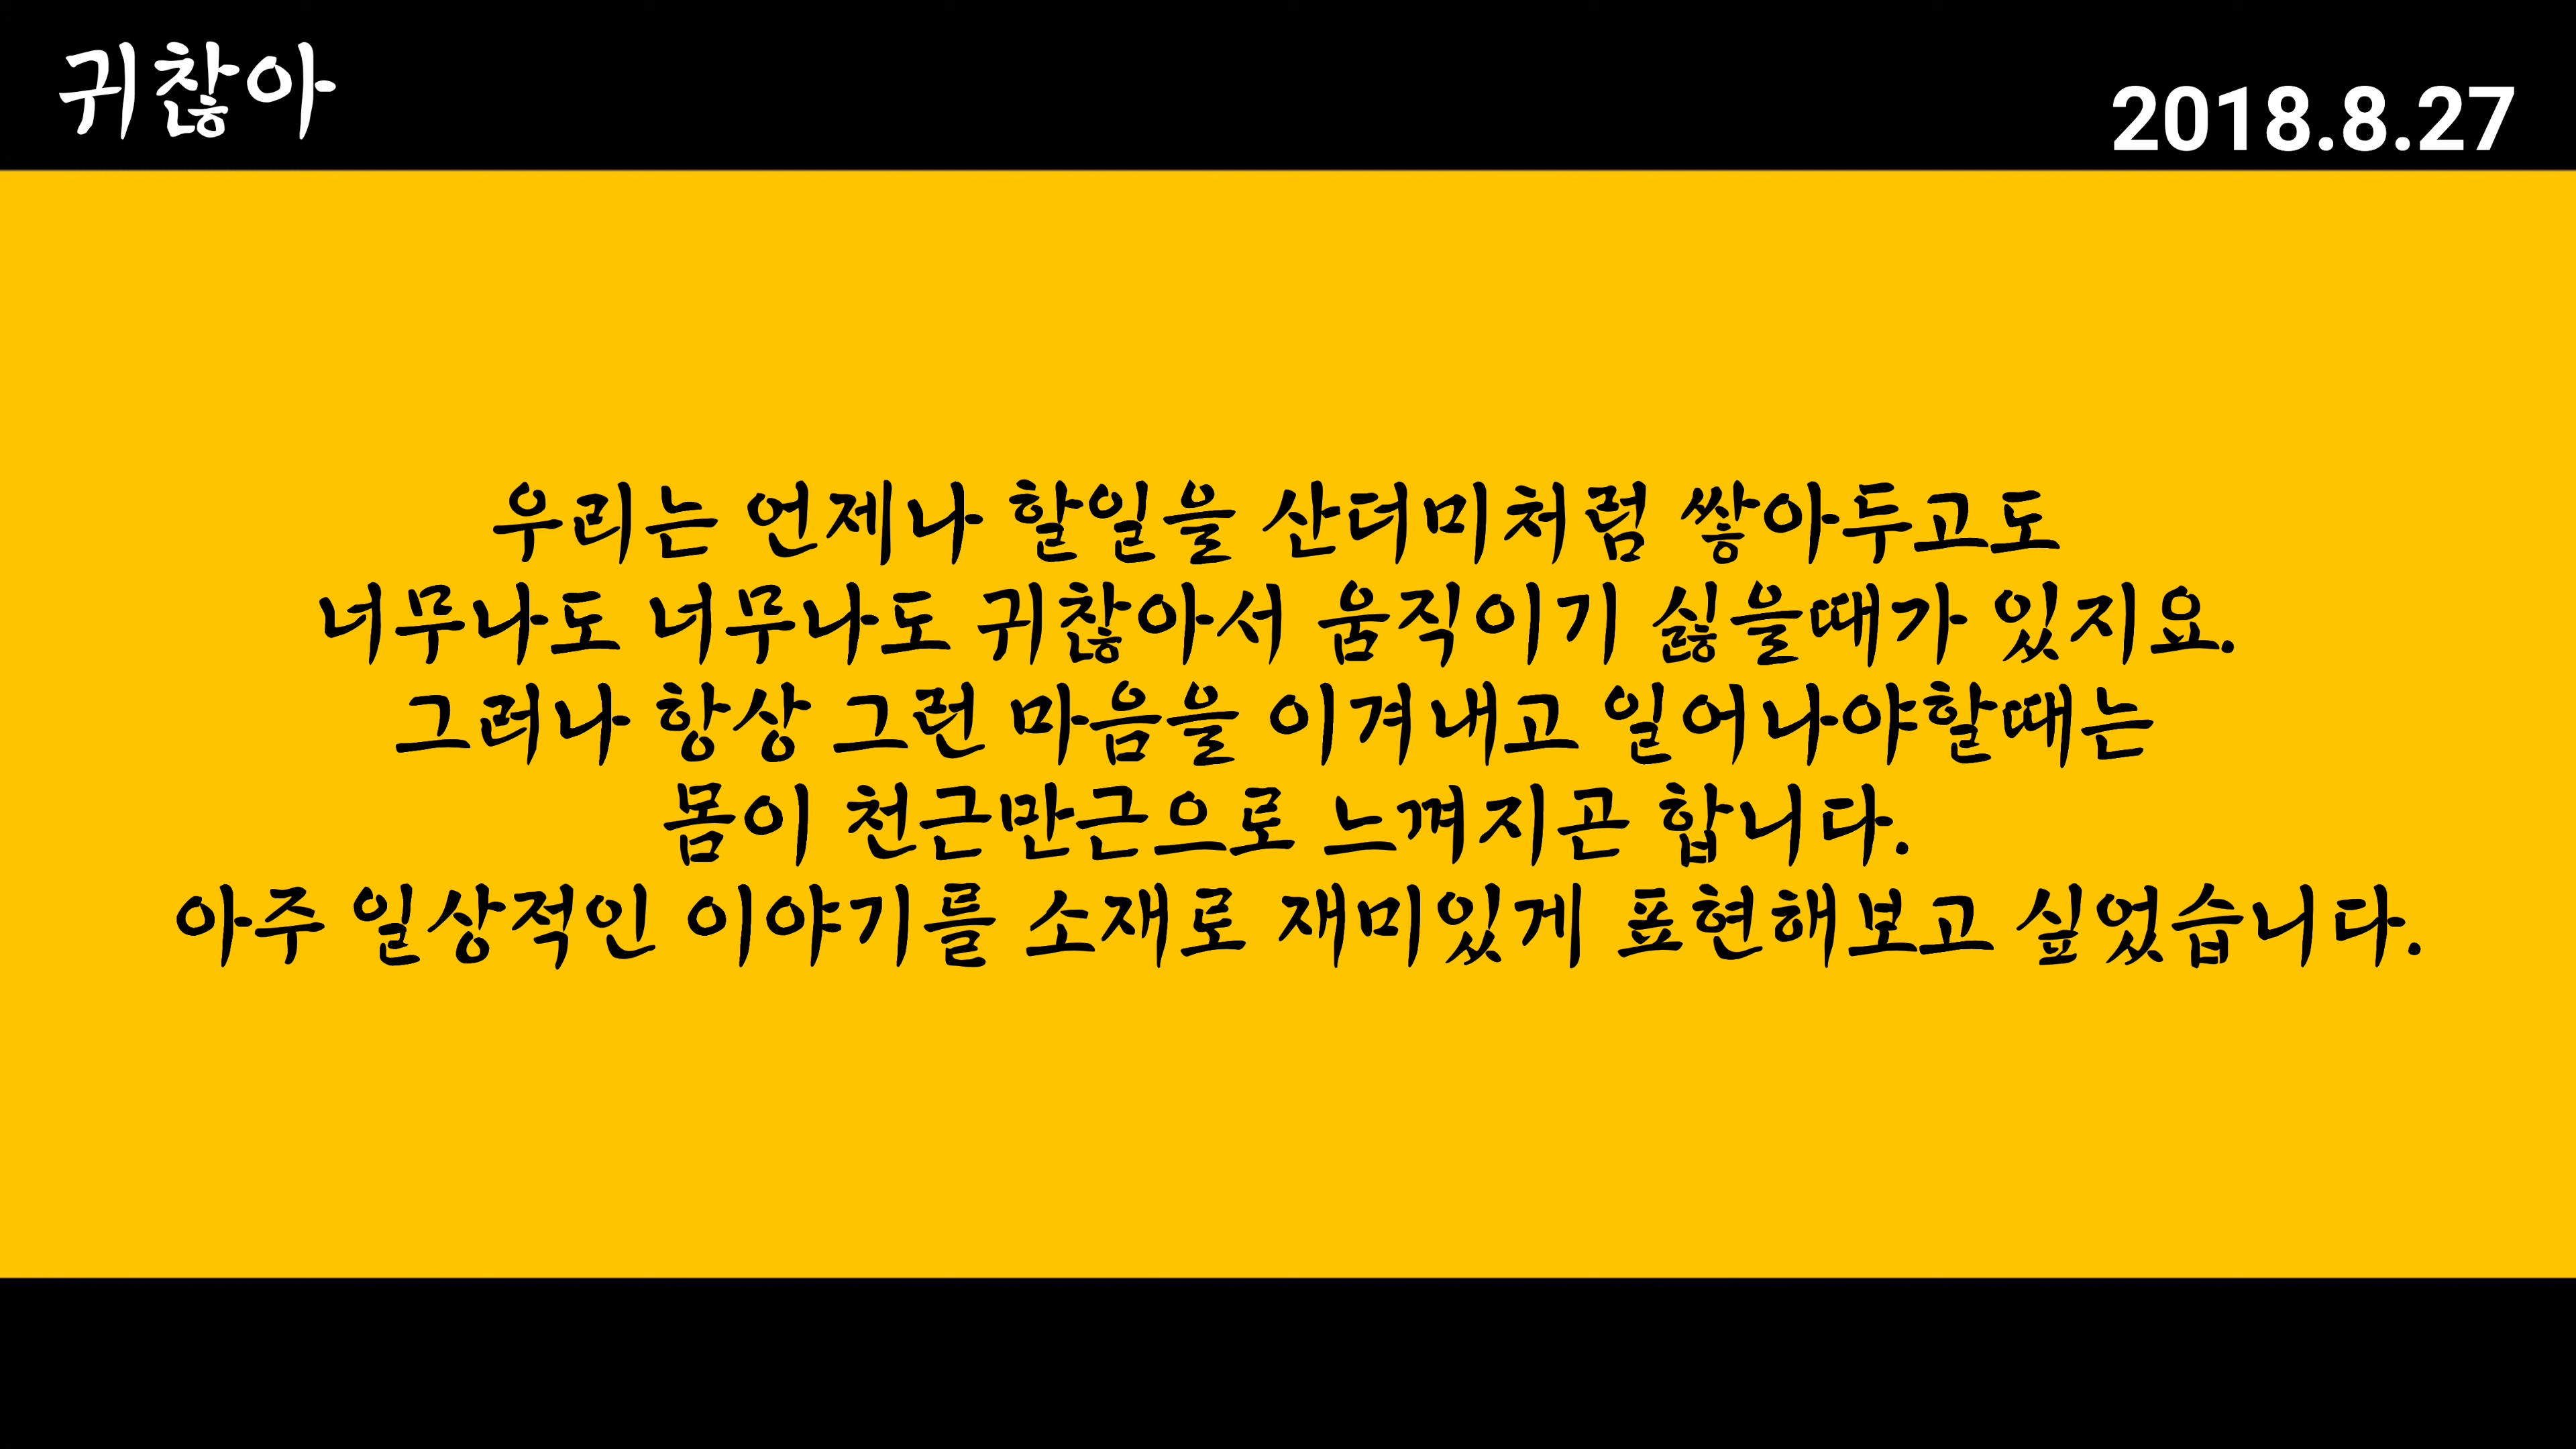 귀찮아
2018.8.27
우리는 언제나 할일을 산더미처럼 쌓아두고도
너무나도 너무나도 귀찮아서 움직이기 싫을때가 있지요.
그러나 항상 그런 마음을 이겨내고 일어나야할때는
몸이 천근만근으로 느껴지곤 합니다.
아주 일상적인 이야기를 소재로 재미있게 표현해보고 싶었습니다.